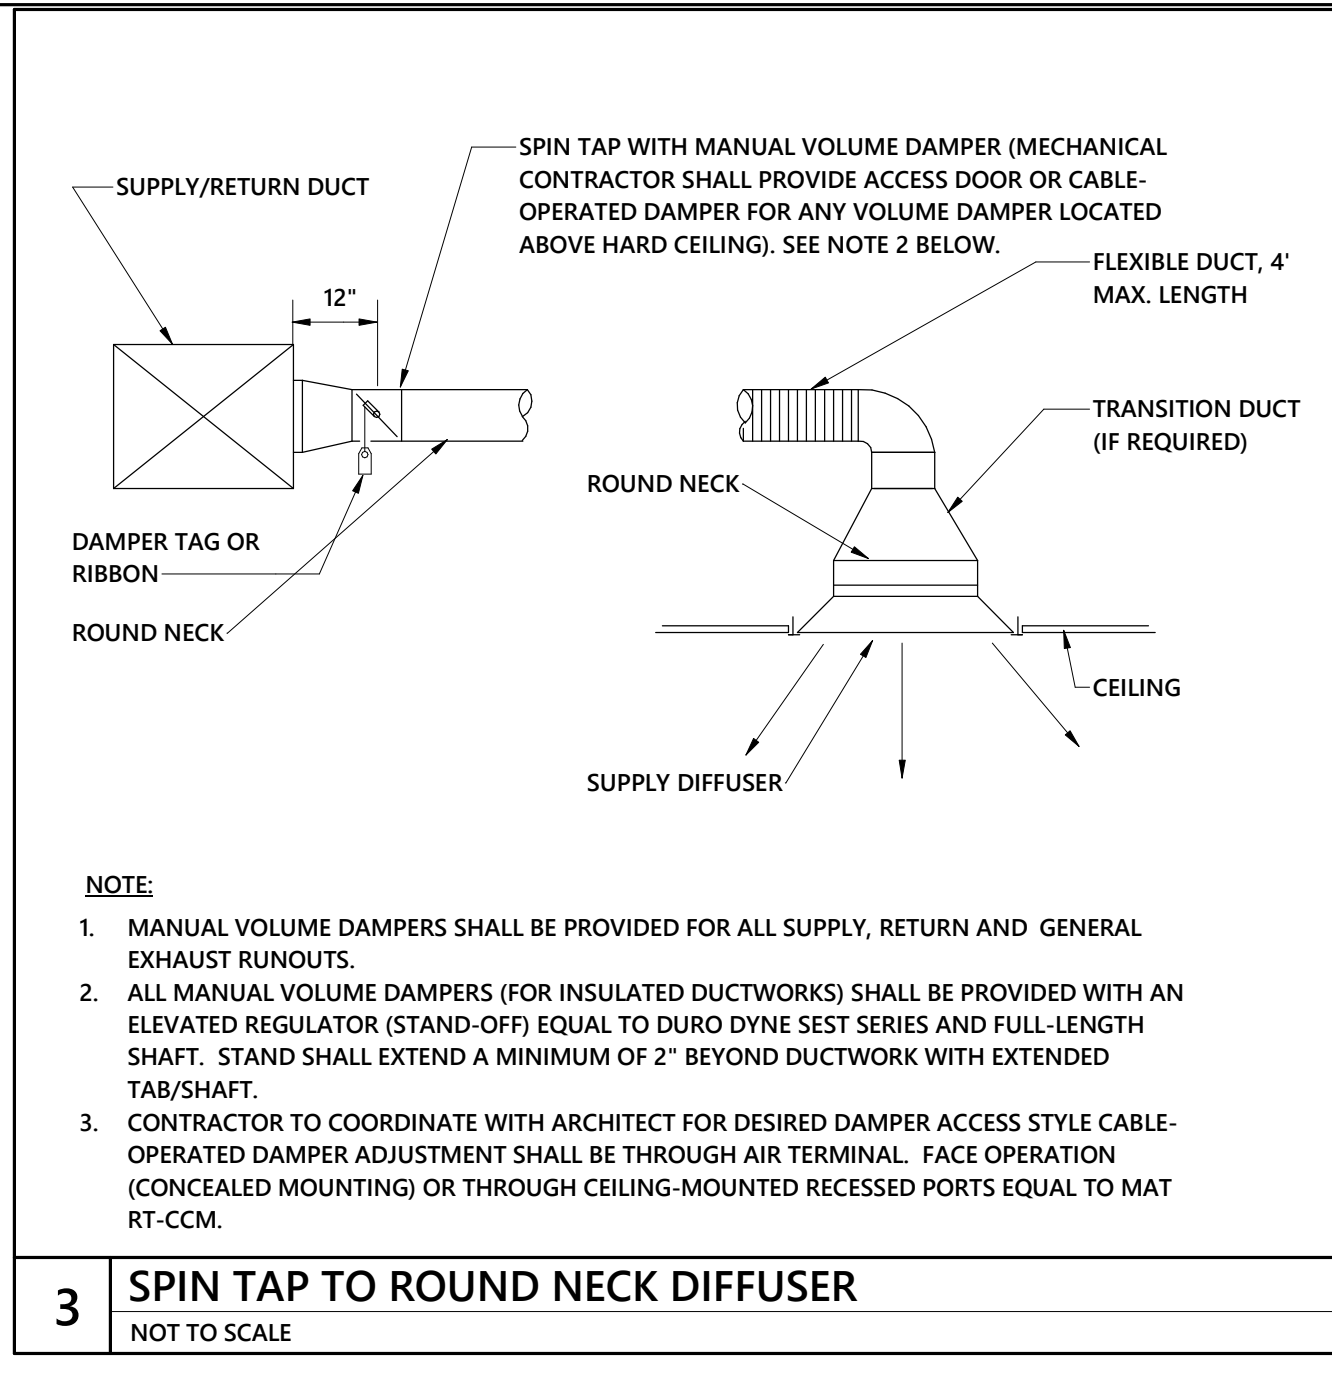 SPIN TAP WITH MANUAL VOLUME DAMPER (MECHANICAL
CONTRACTOR SHALL PROVIDE ACCESS DOOR OR CABLE-
OPERATED DAMPER FOR ANY VOLUME DAMPER LOCATED
ABOVE HARD CEILING). SEE NOTE 2 BELOW.
SUPPLY/RETURN DUCT
FLEXIBLE DUCT, 4'
MAX. LENGTH
12"
TRANSITION DUCT
(IF REQUIRED)
ROUND NECK
DAMPER TAG OR
RIBBON
ROUND NECK
CEILING
SUPPLY DIFFUSER
NOTE:
1. MANUAL VOLUME DAMPERS SHALL BE PROVIDED FOR ALL SUPPLY, RETURN AND GENERAL
EXHAUST RUNOUTS.
2. ALL MANUAL VOLUME DAMPERS (FOR INSULATED DUCTWORKS) SHALL BE PROVIDED WITH AN
ELEVATED REGULATOR (STAND-OFF) EQUAL TO DURO DYNE SEST SERIES AND FULL-LENGTH
SHAFT. STAND SHALL EXTEND A MINIMUM OF 2" BEYOND DUCTWORK WITH EXTENDED
TAB/SHAFT.
3. CONTRACTOR TO COORDINATE WITH ARCHITECT FOR DESIRED DAMPER ACCESS STYLE CABLE-
OPERATED DAMPER ADJUSTMENT SHALL BE THROUGH AIR TERMINAL. FACE OPERATION
(CONCEALED MOUNTING) OR THROUGH CEILING-MOUNTED RECESSED PORTS EQUAL TO MAT
RT-CCM.
3
SPIN TAP TO ROUND NECK DIFFUSER
NOT TO SCALE